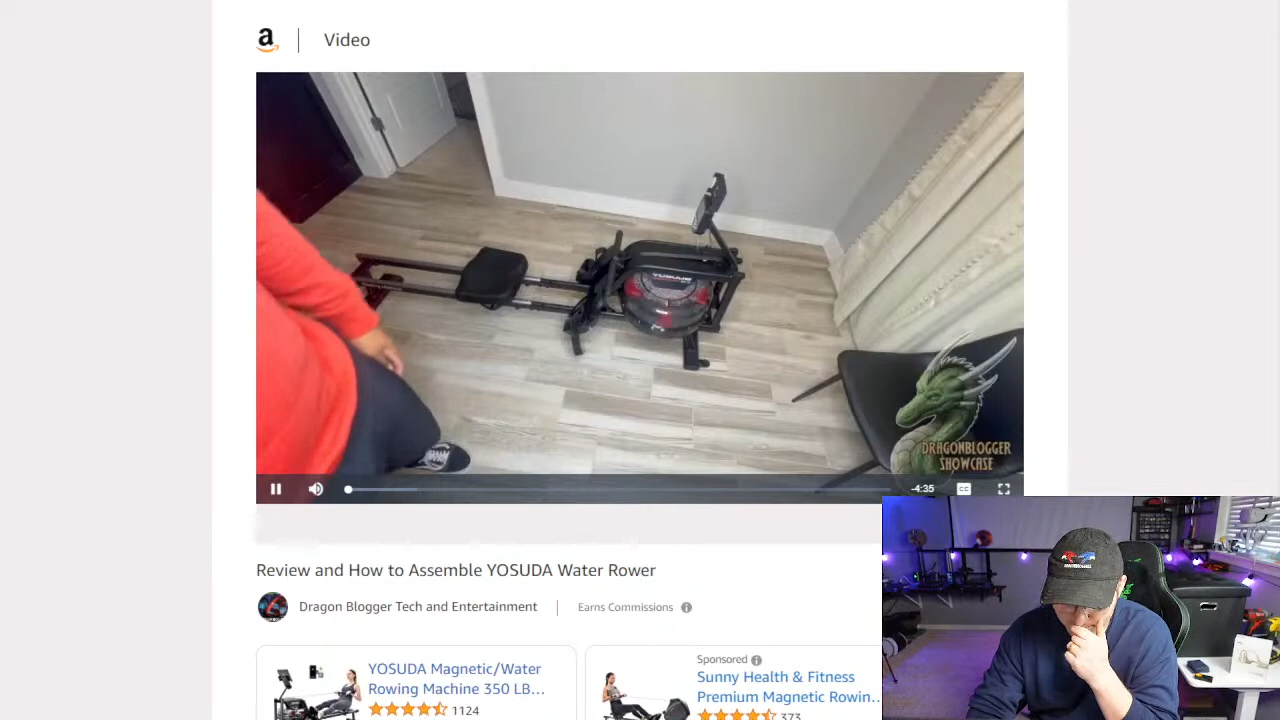 a
Video
YOSUDA
DRAGONBLOGGER
SHOWCASE
-4:35
CC
Review and How to Assemble YOSUDA Water Rower
Dragon Blogger Tech and Entertainment
Earns Commissions
YOSUDA Magnetic/Water
Rowing Machine 350 LB...
1124
Sponsored
Sunny Health & Fitness
Premium Magnetic Rowin...
373